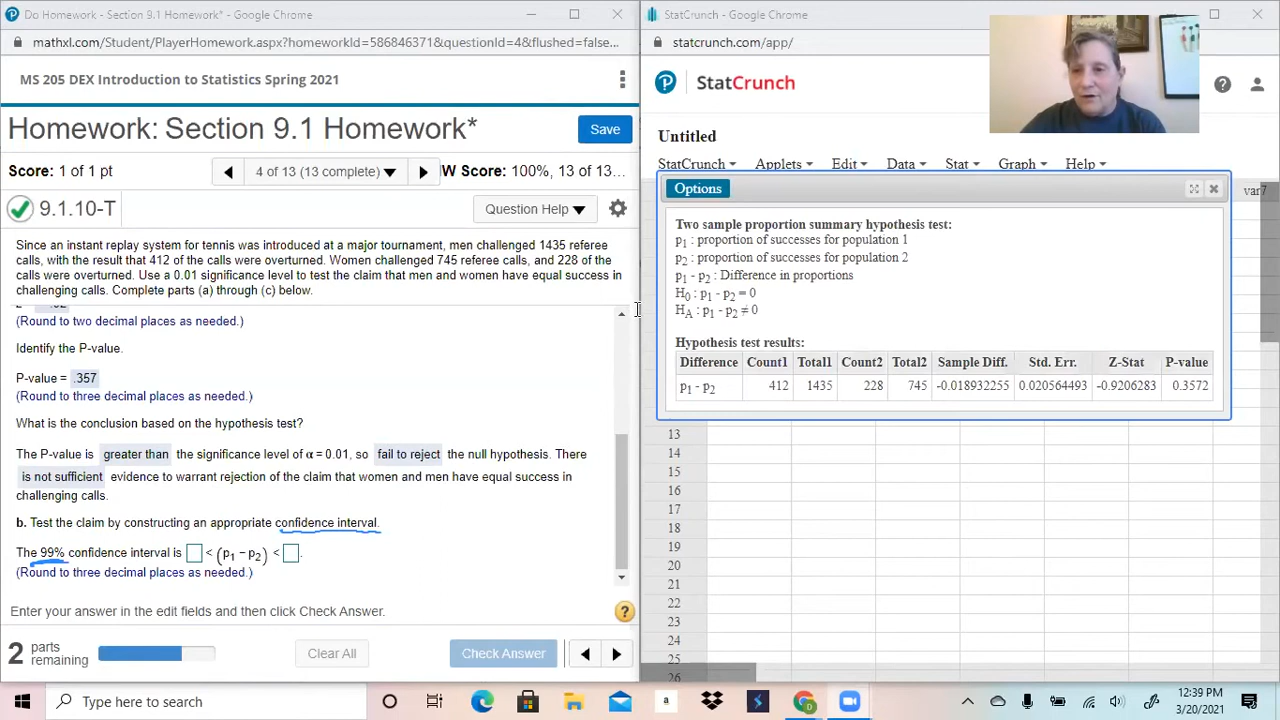 Do Homework: Section 9.1 Homework* - Google Chrome
mathxl.com/Student/PlayerHomework.aspx?homeworkId=586846371&questionId=4&flushed=false...
MS 205 DEX Introduction to Statistics Spring 2021
Homework: Section 9.1 Homework*
Save
Score: 1 of 1 pt
4 of 13 (13 complete)
W Score: 100%, 13 of 13...
9.1.10-T
Question Help
Since an instant replay system for tennis was introduced at a major tournament, men challenged 1435 referee
calls, with the result that 412 of the calls were overturned. Women challenged 745 referee calls, and 228 of the
calls were overturned. Use a 0.01 significance level to test the claim that men and women have equal success in
challenging calls. Complete parts (a) through (c) below.
(Round to two decimal places as needed.)
Identify the P-value.
P-value = .357
(Round to three decimal places as needed.)
What is the conclusion based on the hypothesis test?
The P-value is greater than the significance level of α = 0.01, so fail to reject the null hypothesis. There
is not sufficient evidence to warrant rejection of the claim that women and men have equal success in
challenging calls.
b. Test the claim by constructing an appropriate confidence interval.
The 99% confidence interval is < (p1 − p2) < .
(Round to three decimal places as needed.)
Enter your answer in the edit fields and then click Check Answer.
?
2 parts
remaining
Clear All
Check Answer
StatCrunch - Google Chrome
statcrunch.com/app/
StatCrunch
Untitled
StatCrunch Applets Edit Data Stat Graph Help
Options
var7
Two sample proportion summary hypothesis test:
p1 : proportion of successes for population 1
p2 : proportion of successes for population 2
p1 - p2 : Difference in proportions
H0 : p1 - p2 = 0
HA : p1 - p2 ≠ 0
Hypothesis test results:
Difference Count1 Total1 Count2 Total2 Sample Diff. Std. Err. Z-Stat P-value
p1 - p2 412 1435 228 745 -0.018932255 0.020564493 -0.9206283 0.3572
13
14
15
16
17
18
19
20
21
22
23
24
25
26
Type here to search
12:39 PM
3/20/2021